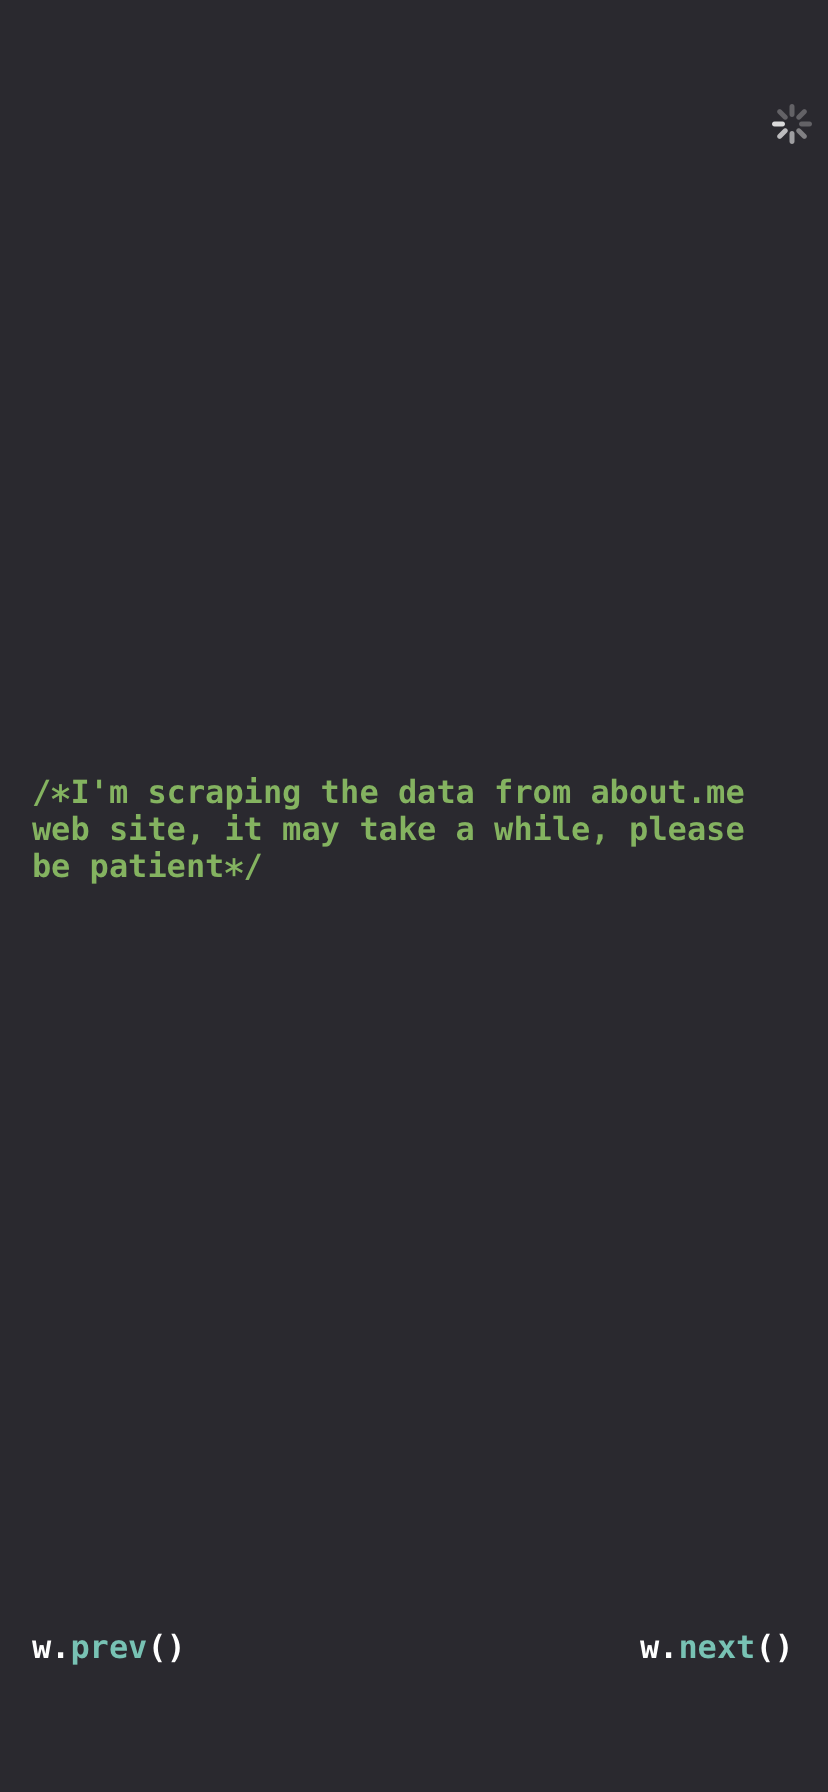 /*I'm scraping the data from about.me
web site, it may take a while, please
be patient*/
w.prev() w.next()